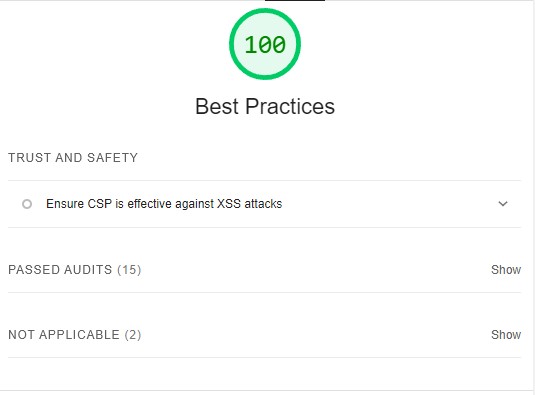 100
Best Practices
TRUST AND SAFETY
Ensure CSP is effective against XSS attacks
PASSED AUDITS (15) Show
NOT APPLICABLE (2) Show